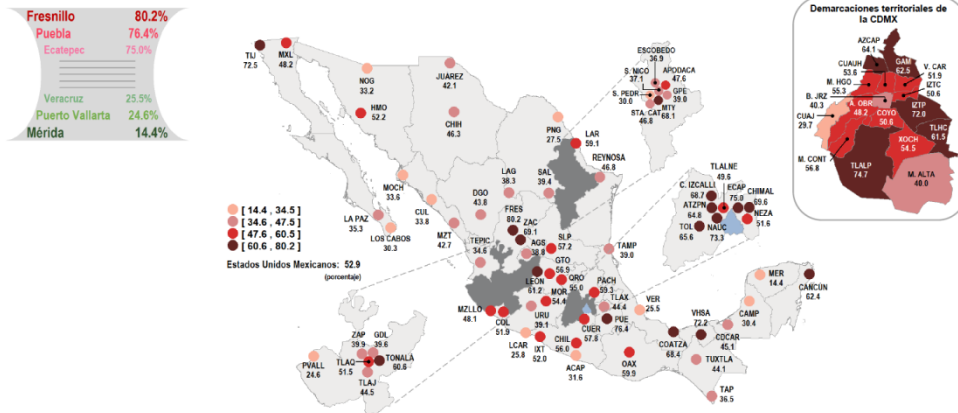 Fresnillo 80.2%
Puebla 76.4%
Ecatepec 75.0%
Veracruz 25.5%
Puerto Vallarta 24.6%
Mérida 14.4%
TIJ
72.5
MXL
48.2
NOG
33.2
JUÁREZ
42.1
HMO
52.2
CHIH
46.3
MOCH
33.6
LA PAZ
35.3
LOS CABOS
30.3
CUL
33.8
MZT
42.7
DGO
43.8
LAG
38.3
SAL
39.4
PNG
27.5
LAR
59.1
REYNOSA
46.8
FRES
80.2
ZAC
69.1
TEPIC
34.6
AGS
38.8
SLP
57.2
GTO
56.9
LEÓN
61.2
QRO
55.0
MOR
54.4
PACH
59.3
TAMP
39.0
TLAX
44.4
PUE
76.4
CUER
57.8
VER
25.5
MZLLO
48.1
COL
51.9
URU
39.1
LCAR
25.8
IXT
52.0
CHIL
56.0
ACAP
31.6
OAX
59.9
COATZA
68.4
VHSA
72.2
CDCAR
45.1
TUXTLA
44.1
TAP
36.5
CAMP
30.4
MER
14.4
CANCÚN
62.4
[ 14.4 , 34.5]
[ 34.6 , 47.5]
[ 47.6 , 60.5]
[ 60.6 , 80.2]
Estados Unidos Mexicanos: 52.9
(porcentaje)
ZAP
39.9
GDL
39.6
PVALL
24.6
TLAQ
51.5
TONALÁ
60.6
TLAJ
44.5
ESCOBEDO
36.9
S. NICO
37.1
APODACA
47.6
S. PEDR
30.0
GPE
39.0
STA. CAT
46.8
MTY
68.1
TLALNE
49.6
C. IZCALLI
68.7
ECAP
75.0
CHIMAL
69.6
ATZPN
64.8
NEZA
51.6
TOL
65.6
NAUC
73.3
Demarcaciones territoriales de
la CDMX
AZCAP
64.1
GAM
62.5
CUAUH
53.6
V. CAR
51.9
M. HGO
55.3
IZTC
50.6
B. JRZ
40.3
A. OBR
48.2
COYO
50.6
IZTP
72.0
CUAJ
29.7
TLHC
61.5
XOCH
54.5
M. CONT
56.8
TLALP
74.7
M. ALTA
40.0